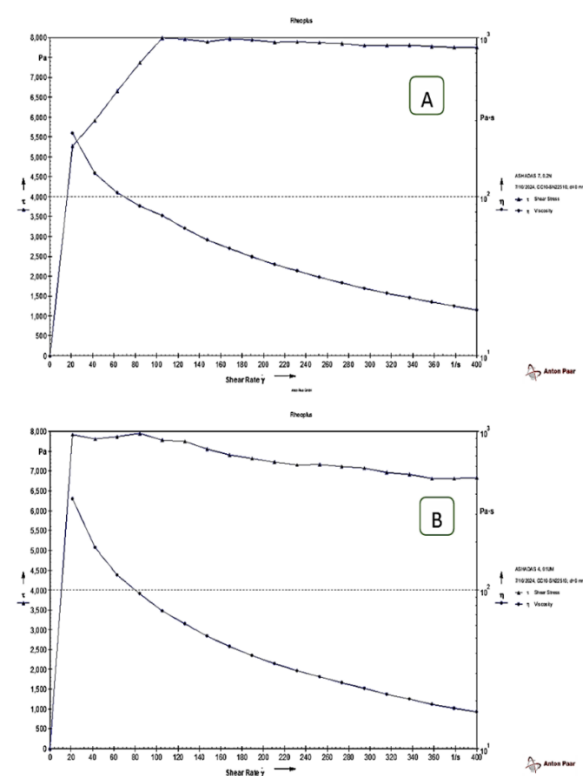 Rheoplus
8,000
Pa
7,000
6,500
6,000
5,500
5,000
4,500
4,000
τ
3,500
3,000
2,500
2,000
1,500
1,000
500
0
0 20 40 60 80 100 120 140 160 180 200 220 240 260 280 300 320 340 360 1/s 400
Shear Rate γ̇
10³
Pa·s
10²
η
10¹
A
τ Shear Stress
η Viscosity
Anton Paar
Rheoplus
8,000
Pa
7,000
6,500
6,000
5,500
5,000
4,500
4,000
τ
3,500
3,000
2,500
2,000
1,500
1,000
500
0
0 20 40 60 80 100 120 140 160 180 200 220 240 260 280 300 320 340 360 1/s 400
Shear Rate γ̇
10³
Pa·s
10²
η
10¹
B
τ Shear Stress
η Viscosity
Anton Paar